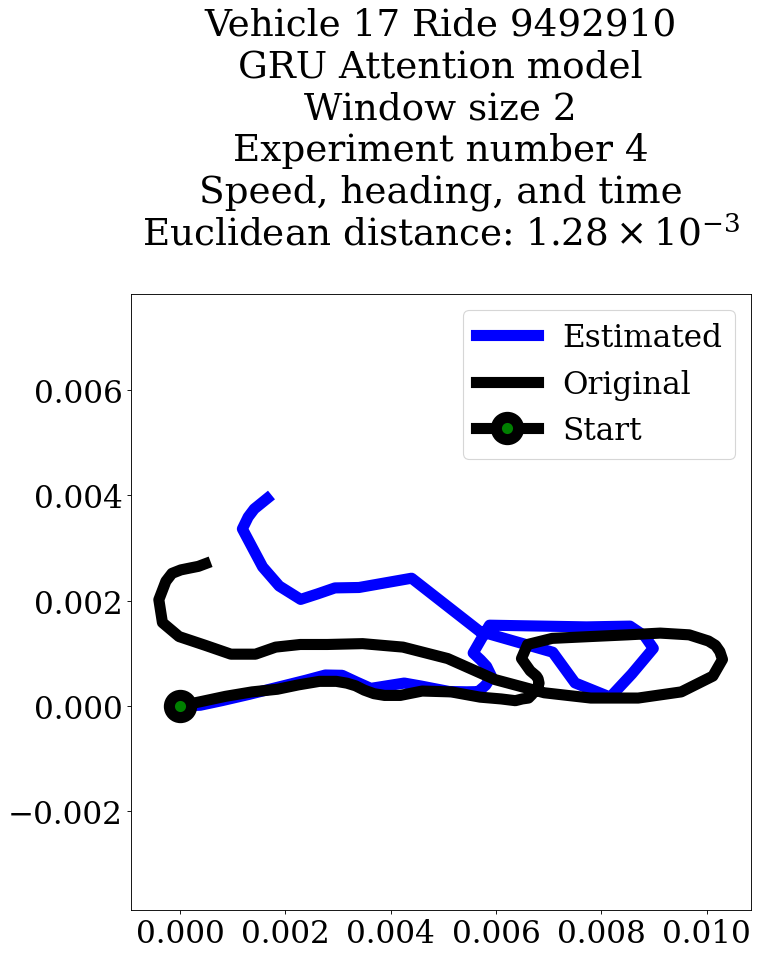 Vehicle 17 Ride 9492910
GRU Attention model
Window size 2
Experiment number 4
Speed, heading, and time
Euclidean distance: 1.28 × 10⁻³
Estimated
Original
Start
0.006
0.004
0.002
0.000
−0.002
0.000 0.002 0.004 0.006 0.008 0.010